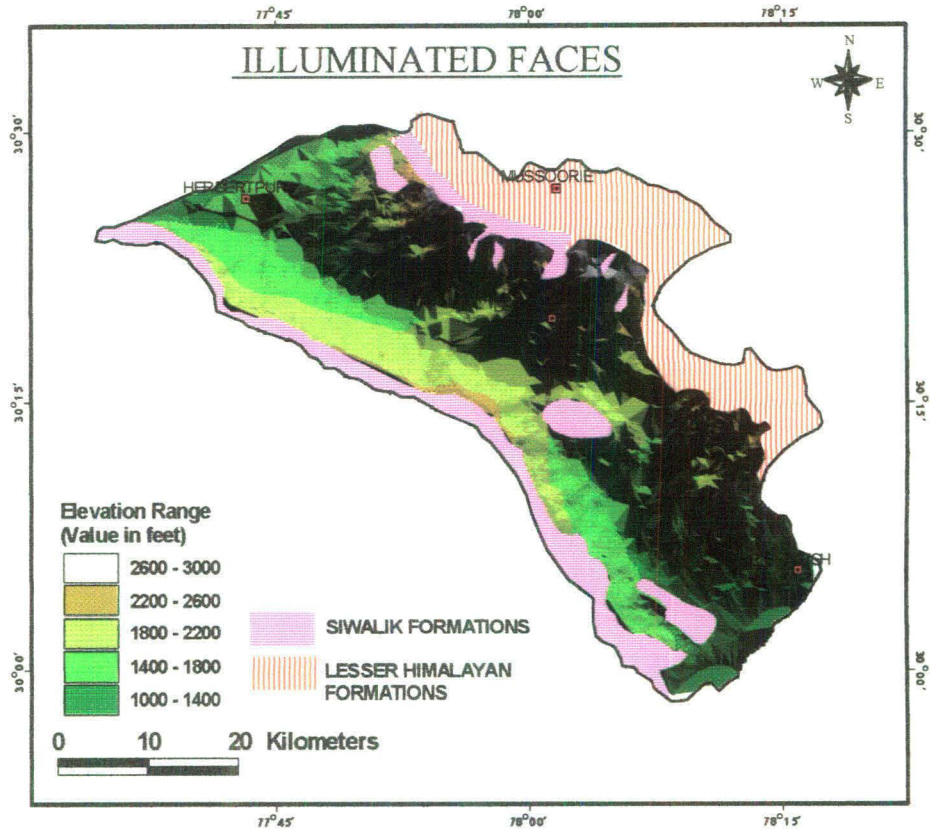 77°45' 78°00' 78°15'
ILLUMINATED FACES
N
W E
S
30°30' 30°30'
MUSSOORIE
30°15' 30°15'
Elevation Range
(Value in feet)
2600 - 3000
2200 - 2600
1800 - 2200
1400 - 1800
1000 - 1400
SIWALIK FORMATIONS
LESSER HIMALAYAN
FORMATIONS
30°00' 30°00'
0 10 20 Kilometers
77°45' 78°00' 78°15'